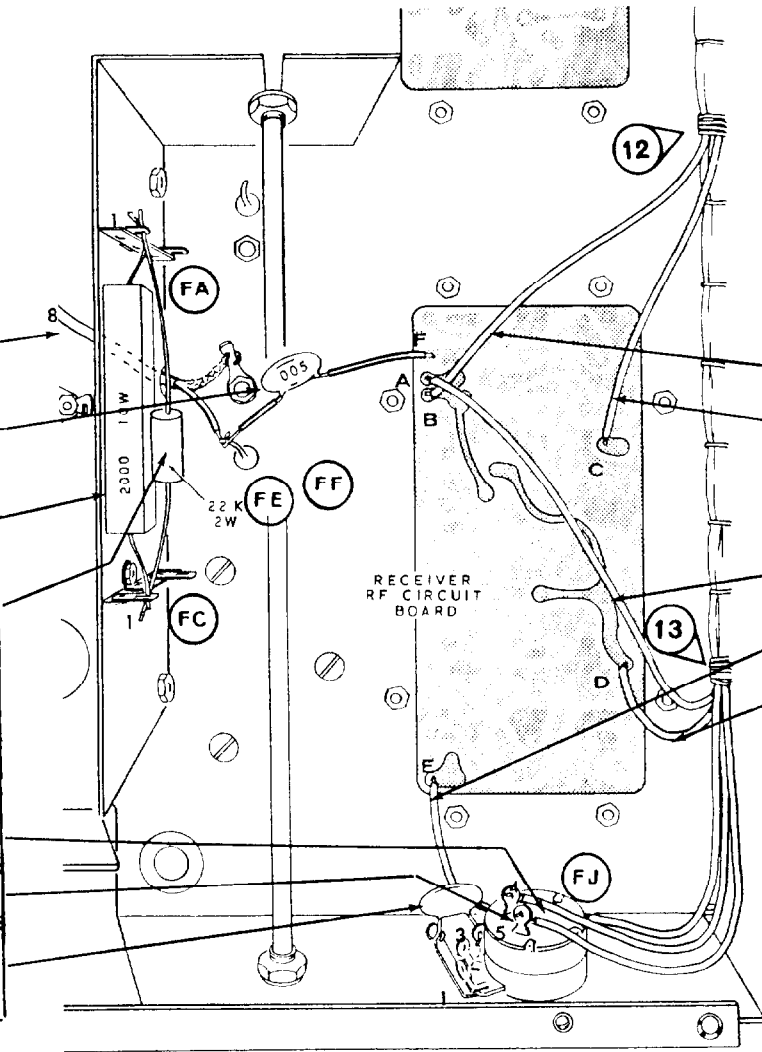 12
1
FA
8
.005
F
A
B
2000 10W
C
22 K
2W
FE
FF
RECEIVER
RF CIRCUIT
BOARD
1
FC
13
D
E
FJ
3
5
1